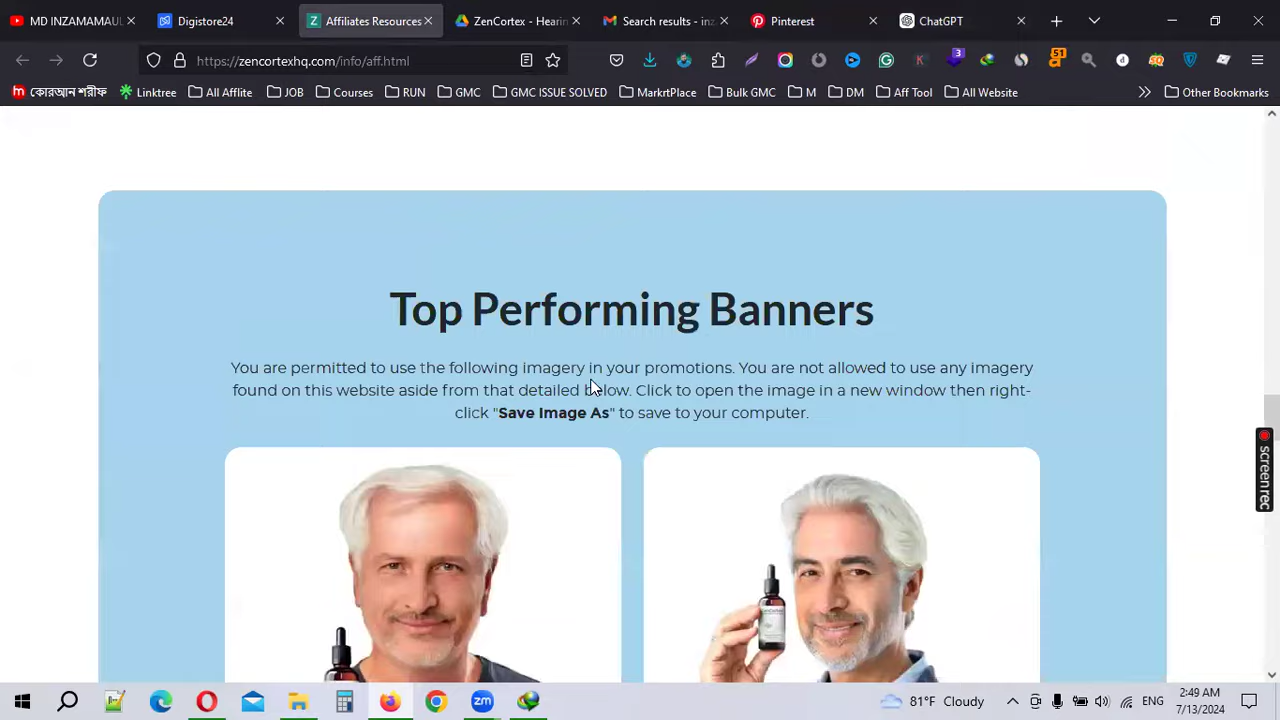 MD INZAMAMAUL
Digistore24
Affiliates Resources
ZenCortex - Hearin
Search results - inz
Pinterest
ChatGPT
https://zencortexhq.com/info/aff.html
3
51
কোরআন শরীফ
Linktree
All Afflite
JOB
Courses
RUN
GMC
GMC ISSUE SOLVED
MarkrtPlace
Bulk GMC
M
DM
Aff Tool
All Website
Other Bookmarks
Top Performing Banners
You are permitted to use the following imagery in your promotions. You are not allowed to use any imagery
found on this website aside from that detailed below. Click to open the image in a new window then right-
click "Save Image As" to save to your computer.
screen rec
81°F Cloudy
ENG
2:49 AM
7/13/2024